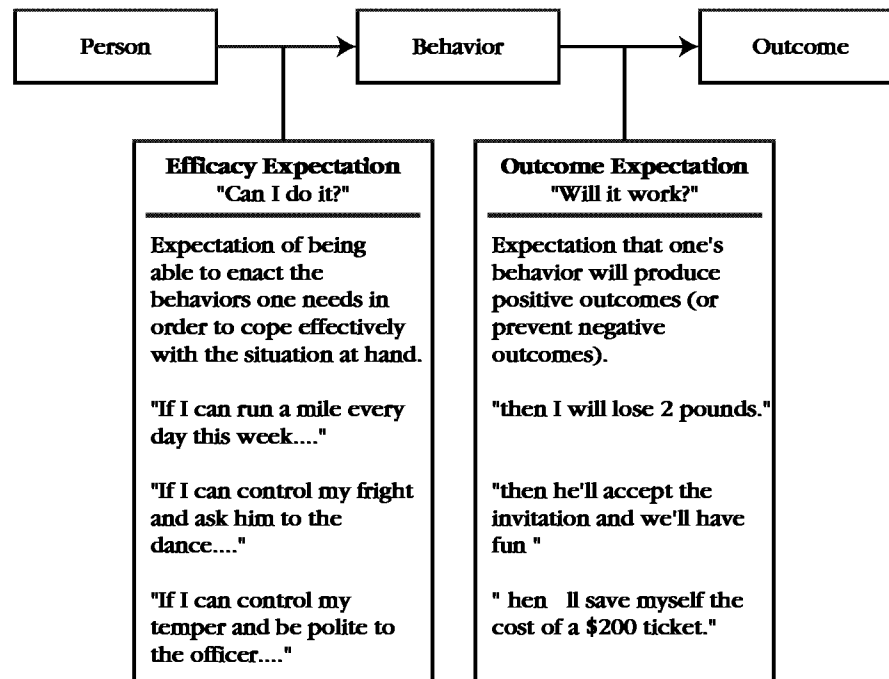 Person
Behavior
Outcome
Efficacy Expectation
"Can I do it?"
Expectation of being
able to enact the
behaviors one needs in
order to cope effectively
with the situation at hand.
"If I can run a mile every
day this week...."
"If I can control my fright
and ask him to the
dance...."
"If I can control my
temper and be polite to
the officer...."
Outcome Expectation
"Will it work?"
Expectation that one's
behavior will produce
positive outcomes (or
prevent negative
outcomes).
"then I will lose 2 pounds."
"then he'll accept the
invitation and we'll have
fun "
" hen ll save myself the
cost of a $200 ticket."